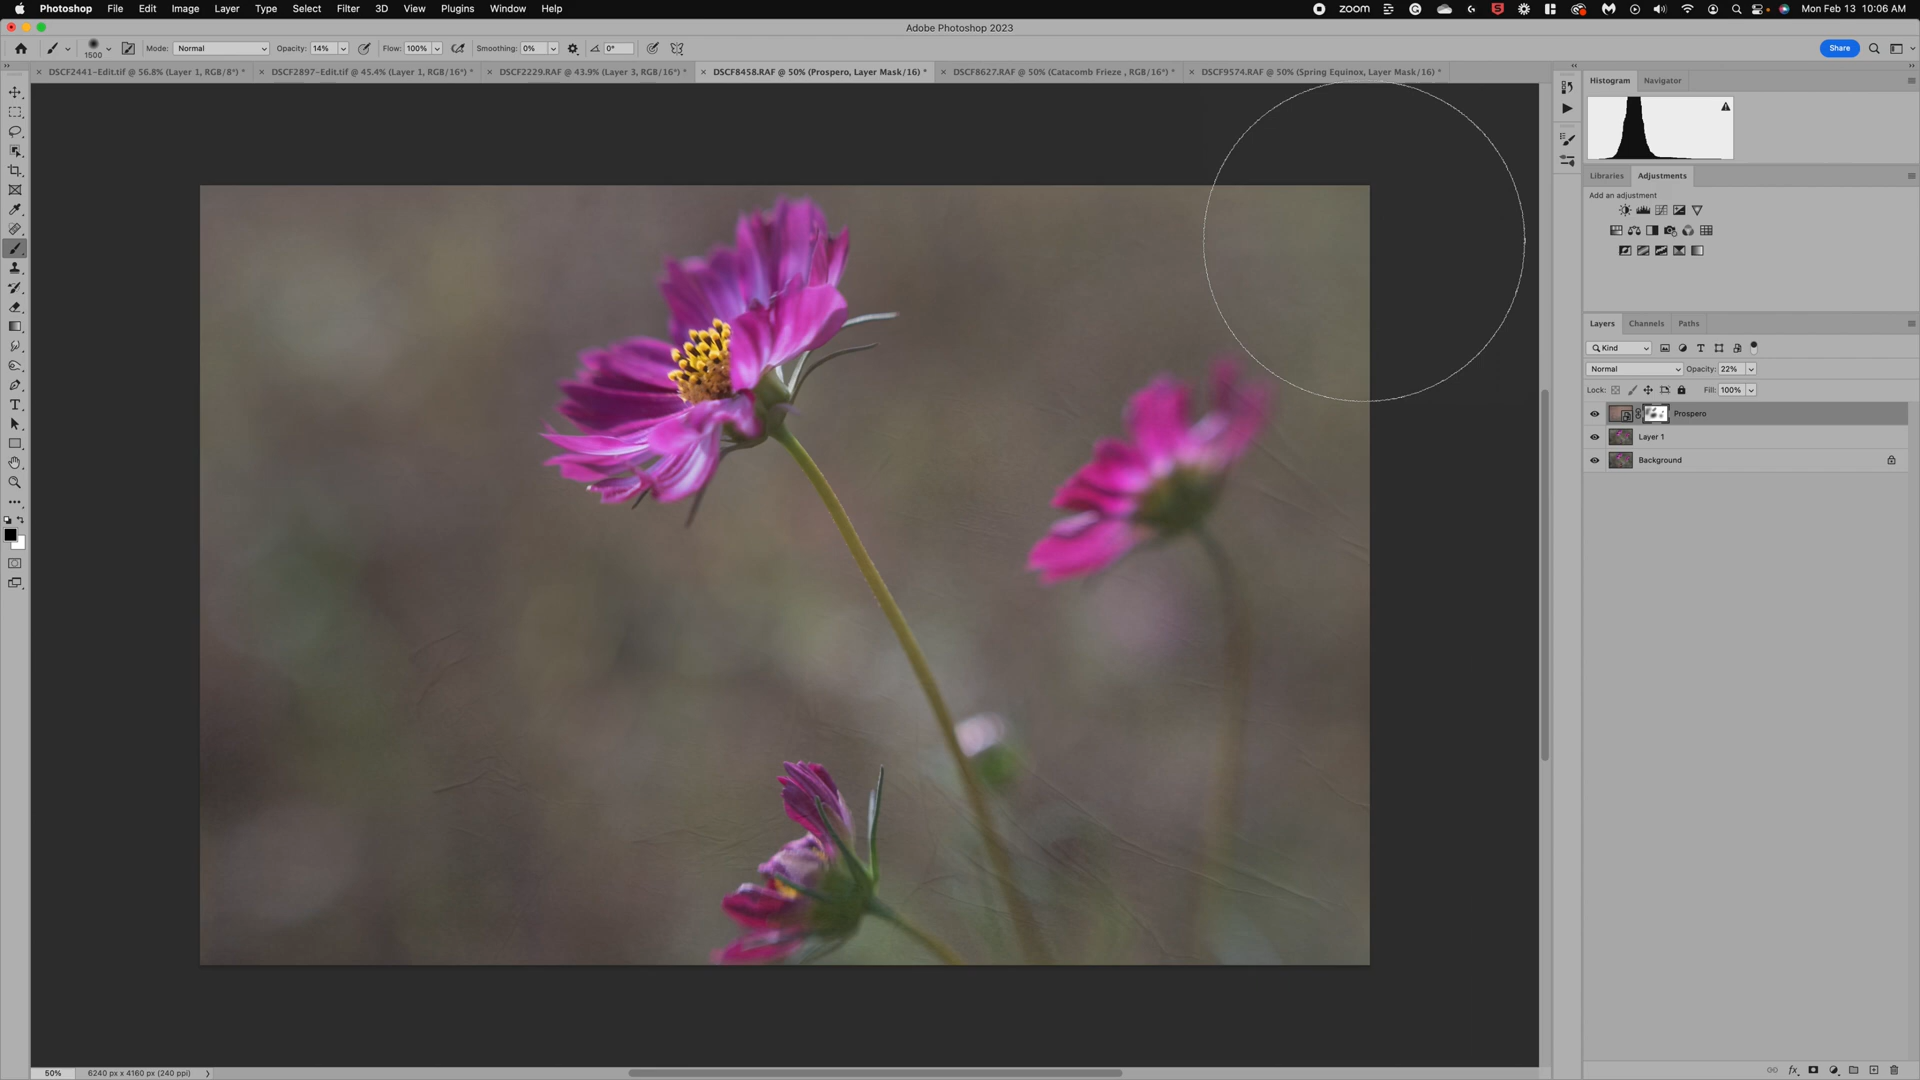 Photoshop File Edit Image Layer Type Select Filter 3D View Plugins Window Help zoom Mon Feb 13 10:06 AM
Adobe Photoshop 2023
1500 Mode: Normal Opacity: 14% Flow: 100% Smoothing: 0% 0° Share
DSCF2441-Edit.tif @ 56.8% (Layer 1, RGB/8*) * DSCF2897-Edit.tif @ 45.4% (Layer 1, RGB/16*) * DSCF2229.RAF @ 43.9% (Layer 3, RGB/16*) * DSCF8458.RAF @ 50% (Prospero, Layer Mask/16) * DSCF8627.RAF @ 50% (Catacomb Frieze , RGB/16*) * DSCF9574.RAF @ 50% (Spring Equinox, Layer Mask/16) *
Histogram Navigator
Libraries Adjustments
Add an adjustment
Layers Channels Paths
Kind
Normal Opacity: 22%
Lock: Fill: 100%
Prospero
Layer 1
Background
50% 6240 px x 4160 px (240 ppi)
fx